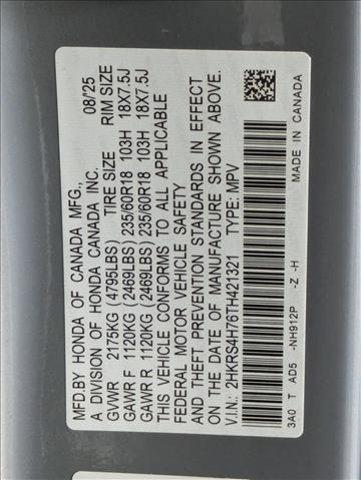 MFD.BY HONDA OF CANADA MFG., 08/25
A DIVISION OF HONDA CANADA INC.
GVWR 2175KG (4795LBS) TIRE SIZE RIM SIZE
GAWR F 1120KG (2469LBS) 235/60R18 103H 18X7.5J
GAWR R 1120KG (2469LBS) 235/60R18 103H 18X7.5J
THIS VEHICLE CONFORMS TO ALL APPLICABLE
FEDERAL MOTOR VEHICLE SAFETY
AND THEFT PREVENTION STANDARDS IN EFFECT
ON THE DATE OF MANUFACTURE SHOWN ABOVE.
V.I.N.: 2HKRS4H76TH421321 TYPE: MPV
3A0 T AD5 -NH912P -Z -H MADE IN CANADA